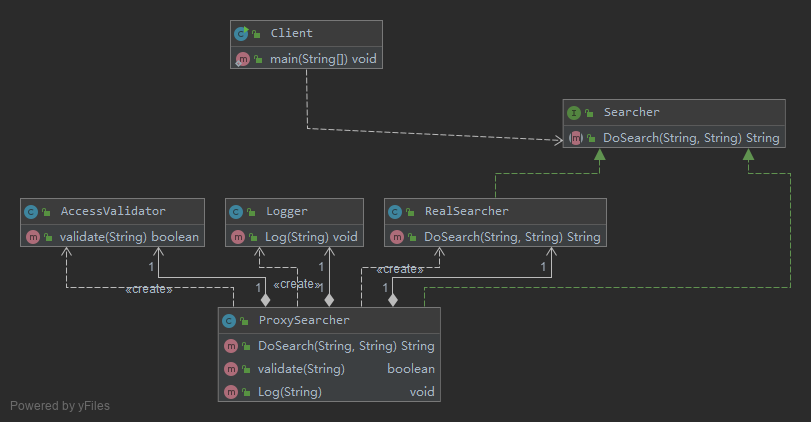 Client
main(String[]) void
Searcher
DoSearch(String, String) String
AccessValidator
validate(String) boolean
Logger
Log(String) void
RealSearcher
DoSearch(String, String) String
1
1
1
«create»
«create»
«create»
1
1
1
ProxySearcher
DoSearch(String, String) String
validate(String) boolean
Log(String) void
Powered by yFiles